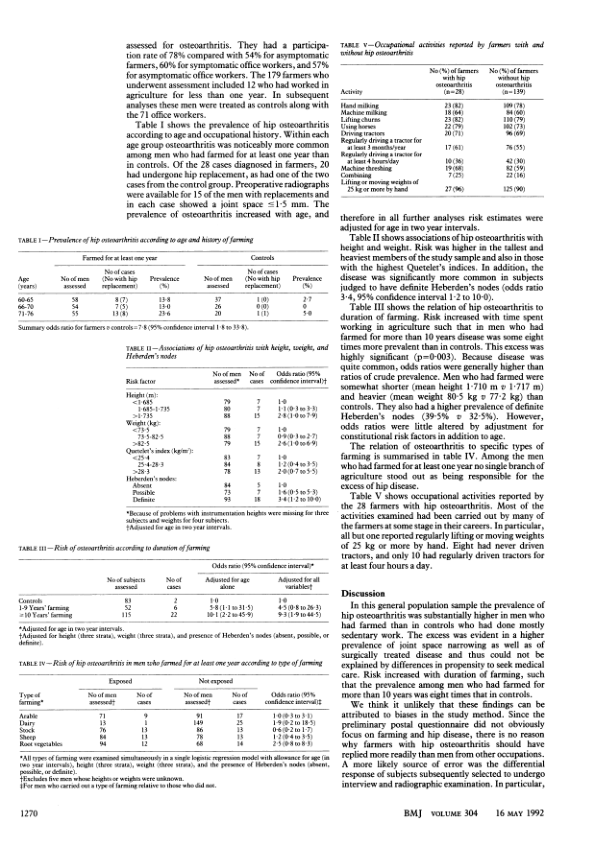 assessed for osteoarthritis. They had a participa-
tion rate of 78% compared with 54% for asymptomatic
farmers, 60% for symptomatic office workers, and 57%
for asymptomatic office workers. The 179 farmers who
underwent assessment included 12 who had worked in
agriculture for less than one year. In subsequent
analyses these men were treated as controls along with
the 71 office workers.
Table I shows the prevalence of hip osteoarthritis
according to age and occupational history. Within each
age group osteoarthritis was noticeably more common
among men who had farmed for at least one year than
in controls. Of the 28 cases diagnosed in farmers, 20
had undergone hip replacement, as had one of the two
cases from the control group. Preoperative radiographs
were available for 15 of the men with replacements and
in each case showed a joint space ≤1·5 mm. The
prevalence of osteoarthritis increased with age, and
TABLE I—Prevalence of hip osteoarthritis according to age and history of farming
Farmed for at least one year Controls
Age (years) No of men assessed No of cases (No with hip replacement) Prevalence (%) No of men assessed No of cases (No with hip replacement) Prevalence (%)
60-65 58 8 (7) 13·8 37 1 (0) 2·7
66-70 54 7 (5) 13·0 26 0 (0) 0
71-76 55 13 (8) 23·6 20 1 (1) 5·0
Summary odds ratio for farmers v controls=7·8 (95% confidence interval 1·8 to 33·8).
TABLE II—Associations of hip osteoarthritis with height, weight, and
Heberden's nodes
Risk factor No of men assessed* No of cases Odds ratio (95% confidence interval)†
Height (m):
<1·685 79 7 1·0
1·685-1·735 80 7 1·1 (0·3 to 3·3)
>1·735 88 15 2·8 (1·0 to 7·9)
Weight (kg):
<73·5 79 7 1·0
73·5-82·5 88 7 0·9 (0·3 to 2·7)
>82·5 79 15 2·6 (1·0 to 6·9)
Quetelet's index (kg/m²):
<25·4 83 7 1·0
25·4-28·3 84 8 1·2 (0·4 to 3·5)
>28·3 78 13 2·0 (0·7 to 5·5)
Heberden's nodes:
Absent 84 5 1·0
Possible 73 7 1·6 (0·5 to 5·3)
Definite 93 18 3·4 (1·2 to 10·0)
*Because of problems with instrumentation heights were missing for three
subjects and weights for four subjects.
†Adjusted for age in two year intervals.
TABLE III—Risk of osteoarthritis according to duration of farming
Odds ratio (95% confidence interval)*
No of subjects assessed No of cases Adjusted for age alone Adjusted for all variables†
Controls 83 2 1·0 1·0
1-9 Years' farming 52 6 5·8 (1·1 to 31·5) 4·5 (0·8 to 26·3)
≥10 Years' farming 115 22 10·1 (2·2 to 45·9) 9·3 (1·9 to 44·5)
*Adjusted for age in two year intervals.
†Adjusted for height (three strata), weight (three strata), and presence of Heberden's nodes (absent, possible, or
definite).
TABLE IV—Risk of hip osteoarthritis in men who farmed for at least one year according to type of farming
Exposed Not exposed
Type of farming* No of men assessed† No of cases No of men assessed† No of cases Odds ratio (95% confidence interval)‡
Arable 71 9 91 17 1·0 (0·3 to 3·1)
Dairy 13 1 149 25 1·9 (0·2 to 18·5)
Stock 76 13 86 13 0·6 (0·2 to 1·7)
Sheep 84 13 78 13 1·2 (0·4 to 3·5)
Root vegetables 94 12 68 14 2·5 (0·8 to 8·3)
*All types of farming were examined simultaneously in a single logistic regression model with allowance for age (in
two year intervals), height (three strata), weight (three strata), and the presence of Heberden's nodes (absent,
possible, or definite).
†Excludes five men whose heights or weights were unknown.
‡For men who carried out a type of farming relative to those who did not.
TABLE V—Occupational activities reported by farmers with and
without hip osteoarthritis
Activity No (%) of farmers with hip osteoarthritis (n=28) No (%) of farmers without hip osteoarthritis (n=139)
Hand milking 23 (82) 109 (78)
Machine milking 18 (64) 84 (60)
Lifting churns 23 (82) 110 (79)
Using horses 22 (79) 102 (73)
Driving tractors 20 (71) 96 (69)
Regularly driving a tractor for
at least 3 months/year 17 (61) 76 (55)
Regularly driving a tractor for
at least 4 hours/day 10 (36) 42 (30)
Machine threshing 19 (68) 82 (59)
Combining 7 (25) 22 (16)
Lifting or moving weights of
25 kg or more by hand 27 (96) 125 (90)
therefore in all further analyses risk estimates were
adjusted for age in two year intervals.
Table II shows associations of hip osteoarthritis with
height and weight. Risk was higher in the tallest and
heaviest members of the study sample and also in those
with the highest Quetelet's indices. In addition, the
disease was significantly more common in subjects
judged to have definite Heberden's nodes (odds ratio
3·4, 95% confidence interval 1·2 to 10·0).
Table III shows the relation of hip osteoarthritis to
duration of farming. Risk increased with time spent
working in agriculture such that in men who had
farmed for more than 10 years disease was some eight
times more prevalent than in controls. This excess was
highly significant (p=0·003). Because disease was
quite common, odds ratios were generally larger than
ratios of crude prevalence. Men who had farmed were
somewhat shorter (mean height 1·710 m v 1·717 m)
and heavier (mean weight 80·5 kg v 77·2 kg) than
controls. They also had a higher prevalence of definite
Heberden's nodes (39·5% v 32·5%). However,
odds ratios were little altered by adjustment for
constitutional risk factors in addition to age.
The relation of osteoarthritis to specific types of
farming is summarised in table IV. Among the men
who had farmed for at least one year no single branch of
agriculture stood out as being responsible for the
excess of hip disease.
Table V shows occupational activities reported by
the 28 farmers with hip osteoarthritis. Most of the
activities examined had been carried out by many of
the farmers at some stage in their careers. In particular,
all but one reported regularly lifting or moving weights
of 25 kg or more by hand. Eight had never driven
tractors, and only 10 had regularly driven tractors for
at least four hours a day.
Discussion
In this general population sample the prevalence of
hip osteoarthritis was substantially higher in men who
had farmed than in controls who had done mostly
sedentary work. The excess was evident in a higher
prevalence of joint space narrowing as well as of
surgically treated disease and thus could not be
explained by differences in propensity to seek medical
care. Risk increased with duration of farming, such
that the prevalence among men who had farmed for
more than 10 years was eight times that in controls.
We think it unlikely that these findings can be
attributed to biases in the study method. Since the
preliminary postal questionnaire did not obviously
focus on farming and hip disease, there is no reason
why farmers with hip osteoarthritis should have
replied more readily than men from other occupations.
A more likely source of error was the differential
response of subjects subsequently selected to undergo
interview and radiographic examination. In particular,
1270
BMJ VOLUME 304 16 MAY 1992